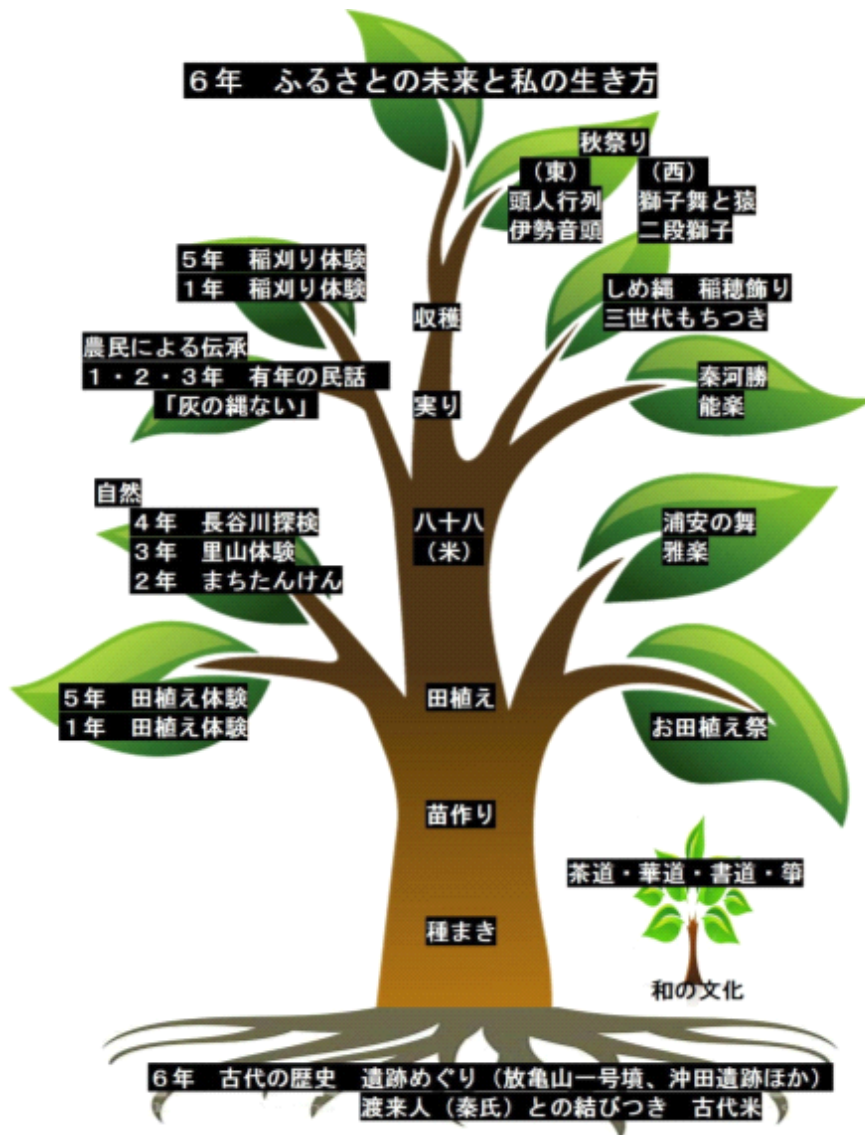 6年　ふるさとの未来と私の生き方
秋祭り
（東）　（西）
頭人行列　獅子舞と猿
伊勢音頭　二段獅子
5年　稲刈り体験
1年　稲刈り体験
しめ縄　稲穂飾り
三世代もちつき
収穫
農民による伝承
1・2・3年　有年の民話
「灰の縄ない」
実り
秦河勝
能楽
自然
4年　長谷川探検
3年　里山体験
2年　まちたんけん
八十八
（米）
浦安の舞
雅楽
5年　田植え体験
1年　田植え体験
田植え
お田植え祭
苗作り
茶道・華道・書道・箏
種まき
和の文化
6年　古代の歴史　遺跡めぐり（放亀山一号墳、沖田遺跡ほか）
渡来人（秦氏）との結びつき　古代米